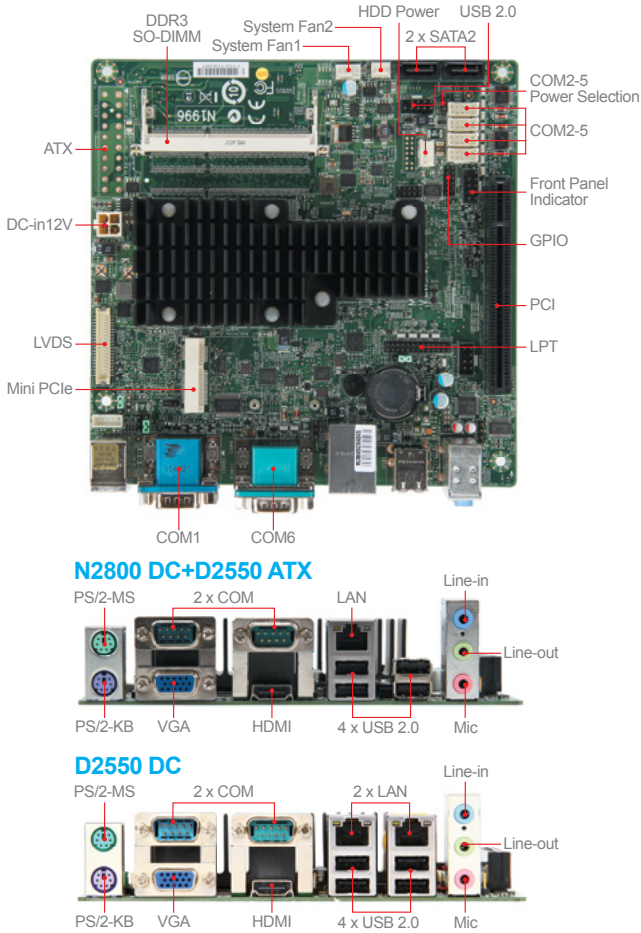 HDD Power
USB 2.0
DDR3
SO-DIMM
System Fan2
System Fan1
2 x SATA2
COM2-5
Power Selection
COM2-5
ATX
N1996
Front Panel
Indicator
DC-in12V
GPIO
PCI
LVDS
LPT
Mini PCIe
COM1
COM6
N2800 DC+D2550 ATX
PS/2-MS
2 x COM
LAN
Line-in
Line-out
PS/2-KB
VGA
HDMI
4 x USB 2.0
Mic
D2550 DC
PS/2-MS
2 x COM
2 x LAN
Line-in
Line-out
PS/2-KB
VGA
HDMI
4 x USB 2.0
Mic